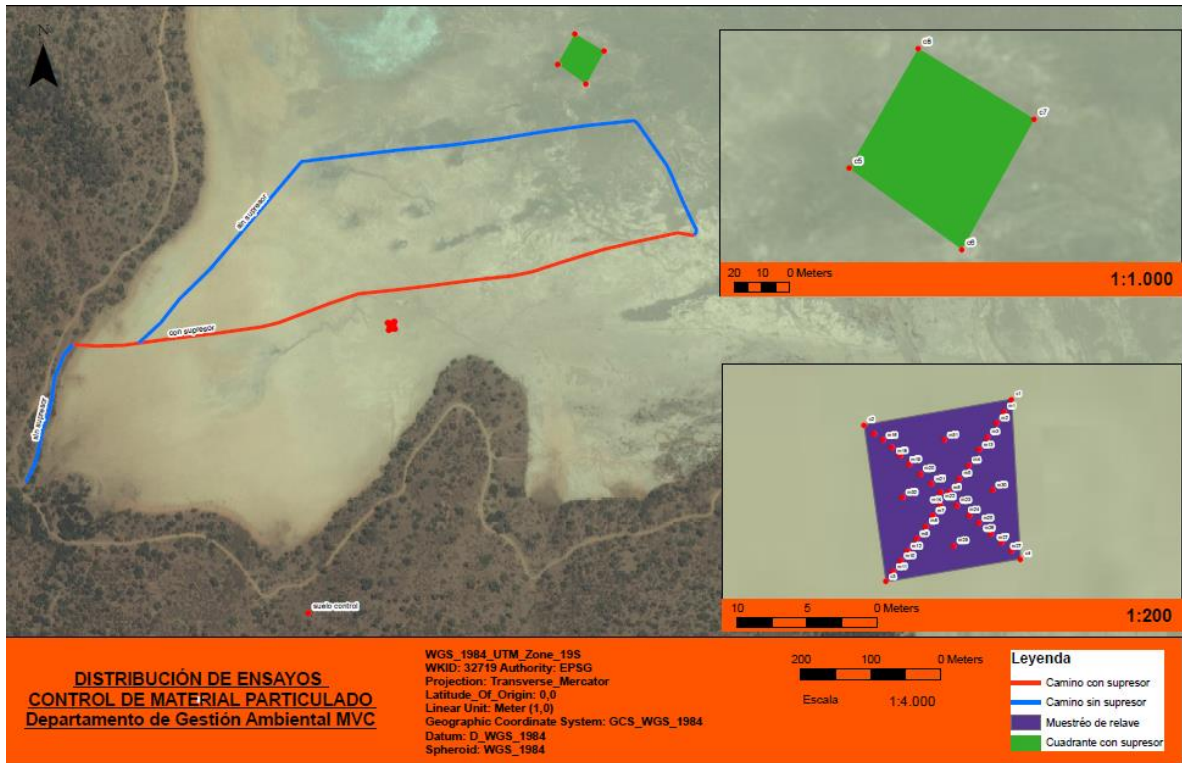 N
sin supresor
con supresor
sin supresor
suelo control
c8
c7
c5
c6
20 10 0 Meters
1:1.000
c1
c2
c3
c4
10 5 0 Meters
1:200
DISTRIBUCIÓN DE ENSAYOS
CONTROL DE MATERIAL PARTICULADO
Departamento de Gestión Ambiental MVC
WGS_1984_UTM_Zone_19S
WKID: 32719 Authority: EPSG
Projection: Transverse_Mercator
Latitude_Of_Origin: 0,0
Linear Unit: Meter (1,0)
Geographic Coordinate System: GCS_WGS_1984
Datum: D_WGS_1984
Spheroid: WGS_1984
200 100 0 Meters
Escala 1:4.000
Leyenda
Camino con supresor
Camino sin supresor
Muestréo de relave
Cuadrante con supresor